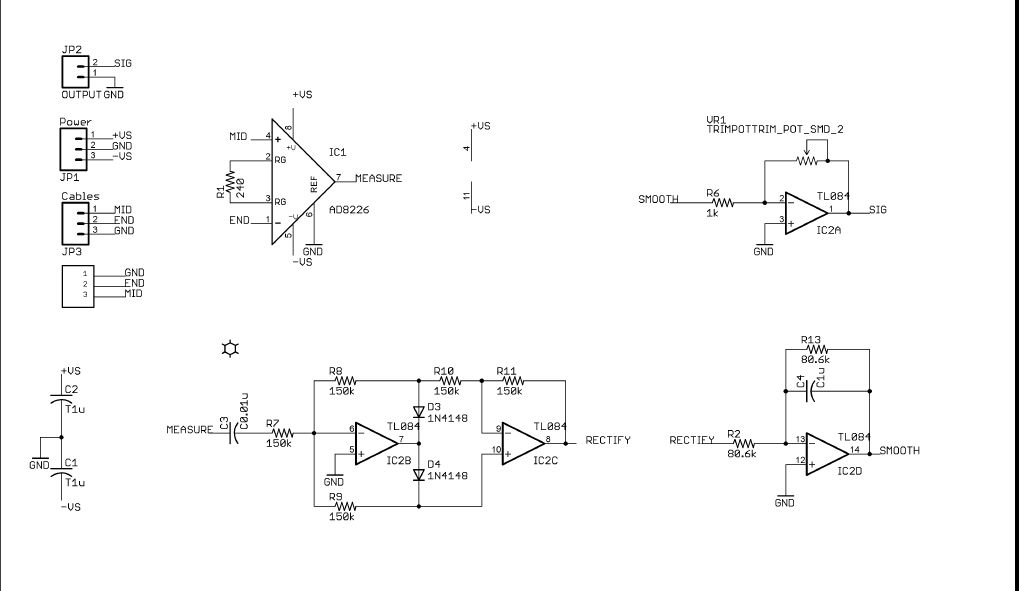 JP2
2 SIG
1
OUTPUT GND
Power
1 +VS
2 GND
3 -VS
JP1
Cables
1 MID
2 END
3 GND
JP3
1 GND
2 END
3 MID
+VS
8
MID 4 + +V
2 RG
R1
240
IC1
REF
7 MEASURE
3 RG
AD8226
END 1 - -V
5
6
GND
-VS
+VS
4
11
-VS
VR1
TRIMPOTTRIM_POT_SMD_2
SMOOTH R6
1k
TL084
2 -
1 SIG
3 +
IC2A
GND
+VS
C2
T1u
GND
C1
T1u
-VS
MEASURE
C3
C0.01u
R7
150k
R8
150k
R10
150k
R11
150k
D3
1N4148
TL084
6 -
7
5 +
IC2B
GND
D4
1N4148
R9
150k
TL084
9 -
8 RECTIFY
10 +
IC2C
R13
80.6k
C4
C1u
RECTIFY R2
80.6k
TL084
13 -
14 SMOOTH
12 +
IC2D
GND